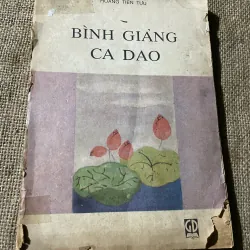 HOÀNG TIẾN TỰU
BÌNH GIẢNG
CA DAO